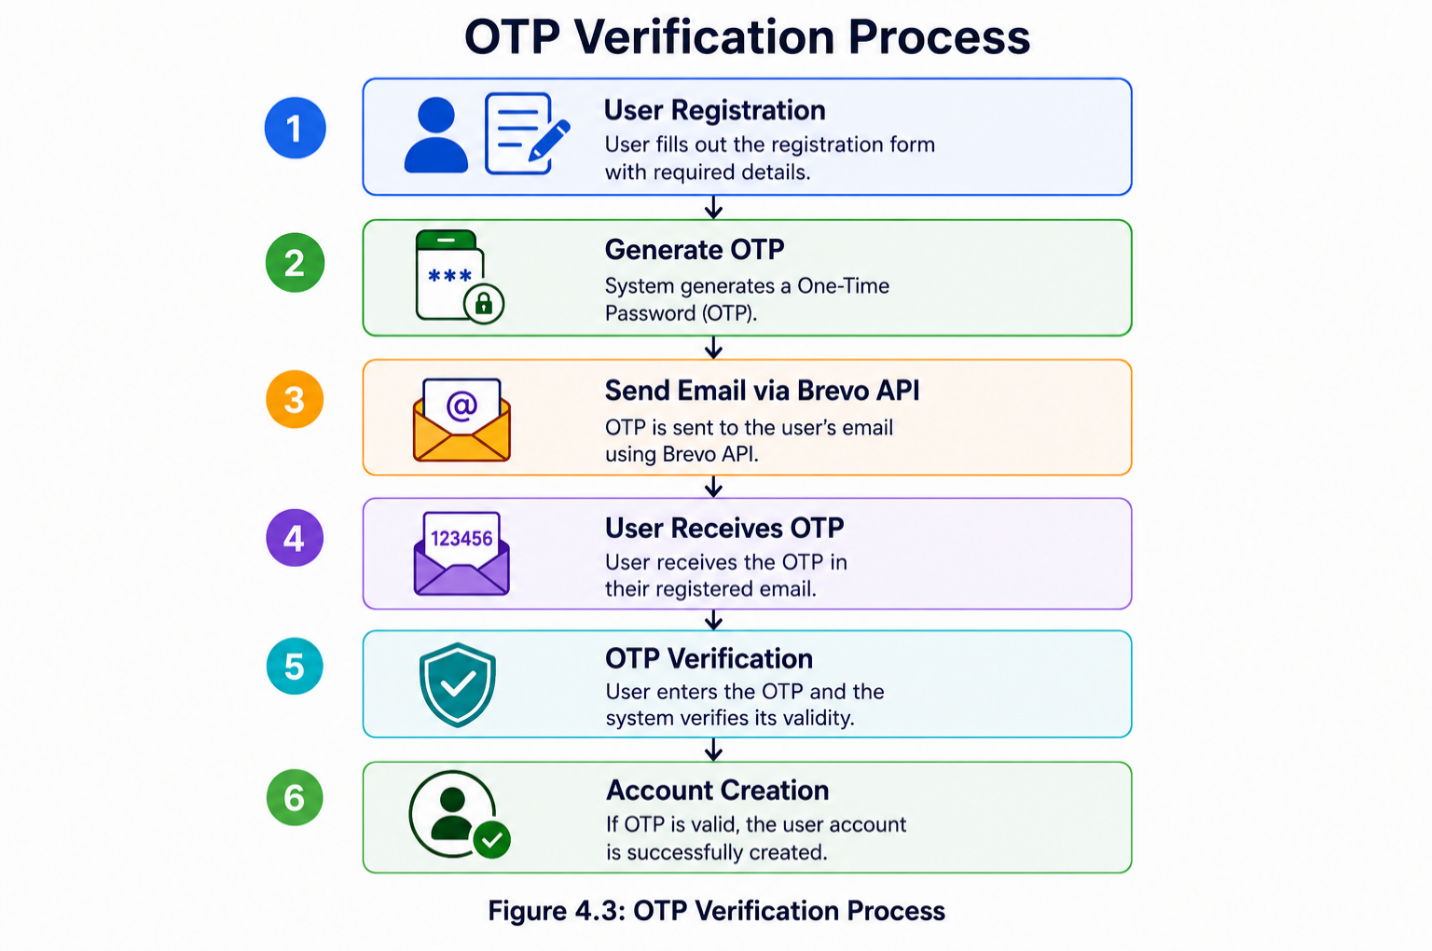 OTP Verification Process
1
User Registration
User fills out the registration form
with required details.
2
***
Generate OTP
System generates a One-Time
Password (OTP).
3
@
Send Email via Brevo API
OTP is sent to the user's email
using Brevo API.
4
123456
User Receives OTP
User receives the OTP in
their registered email.
5
OTP Verification
User enters the OTP and the
system verifies its validity.
6
Account Creation
If OTP is valid, the user account
is successfully created.
Figure 4.3: OTP Verification Process